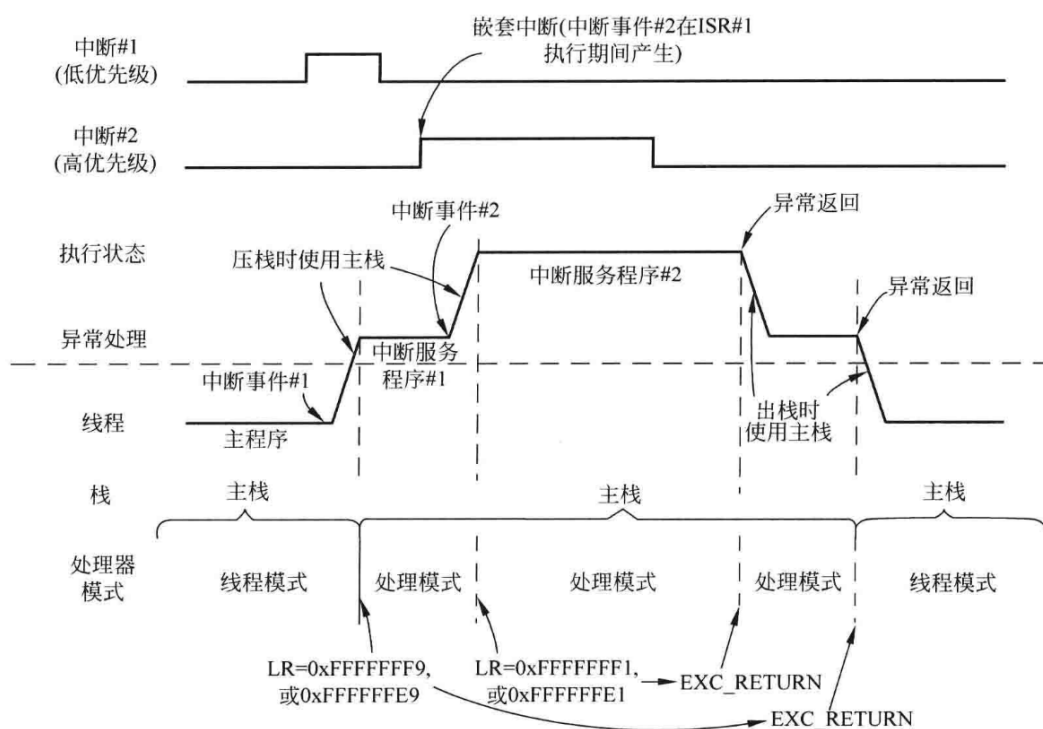 嵌套中断(中断事件#2在ISR#1
执行期间产生)
中断#1
(低优先级)
中断#2
(高优先级)
中断事件#2
异常返回
执行状态
压栈时使用主栈
中断服务程序#2
异常返回
异常处理
中断服务
程序#1
中断事件#1
出栈时
使用主栈
线程
主程序
栈
主栈
主栈
主栈
处理器
模式
线程模式
处理模式
处理模式
处理模式
线程模式
LR=0xFFFFFFF9,
或0xFFFFFFE9
LR=0xFFFFFFF1,
或0xFFFFFFE1
EXC_RETURN
EXC_RETURN